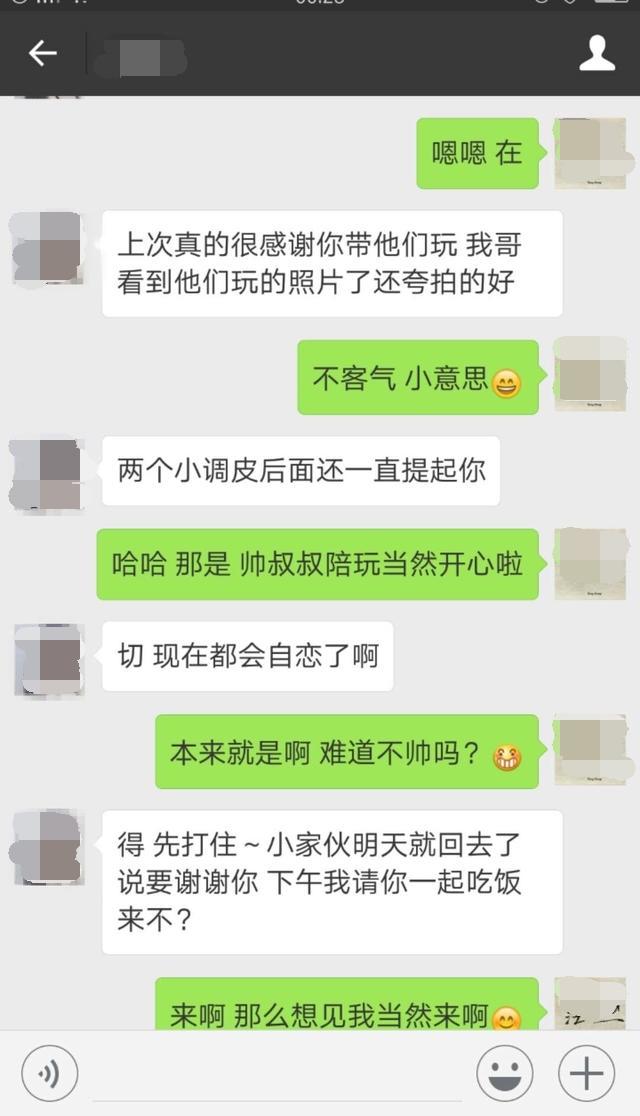 嗯嗯 在
上次真的很感谢你带他们玩 我哥
看到他们玩的照片了还夸拍的好
不客气 小意思😄
两个小调皮后面还一直提起你
哈哈 那是 帅叔叔陪玩当然开心啦
切 现在都会自恋了啊
本来就是啊 难道不帅吗？😁
得 先打住～小家伙明天就回去了
说要谢谢你 下午我请你一起吃饭
来不？
来啊 那么想见我当然来啊😊